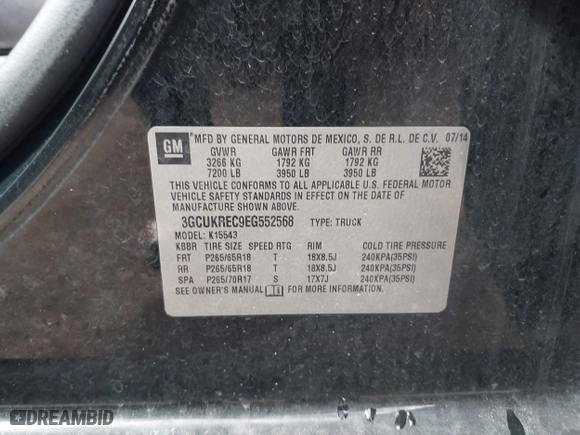 GM
MFD BY GENERAL MOTORS DE MEXICO, S. DE R.L. DE C.V. 07/14
GVWR GAWR FRT GAWR RR
3266 KG 1792 KG 1792 KG
7200 LB 3950 LB 3950 LB
THIS VEHICLE CONFORMS TO ALL APPLICABLE U.S. FEDERAL MOTOR
VEHICLE SAFETY STANDARDS IN EFFECT ON THE DATE OF
MANUFACTURE SHOWN ABOVE.
3GCUKREC9EG552568 TYPE: TRUCK
MODEL: K15543
KBBR TIRE SIZE SPEED RTG RIM COLD TIRE PRESSURE
FRT P265/65R18 T 18X8.5J 240KPA(35PSI)
RR P265/65R18 T 18X8.5J 240KPA(35PSI)
SPA P265/70R17 S 17X7J 240KPA(35PSI)
SEE OWNER'S MANUAL FOR MORE INFORMATION.
DREAMBID